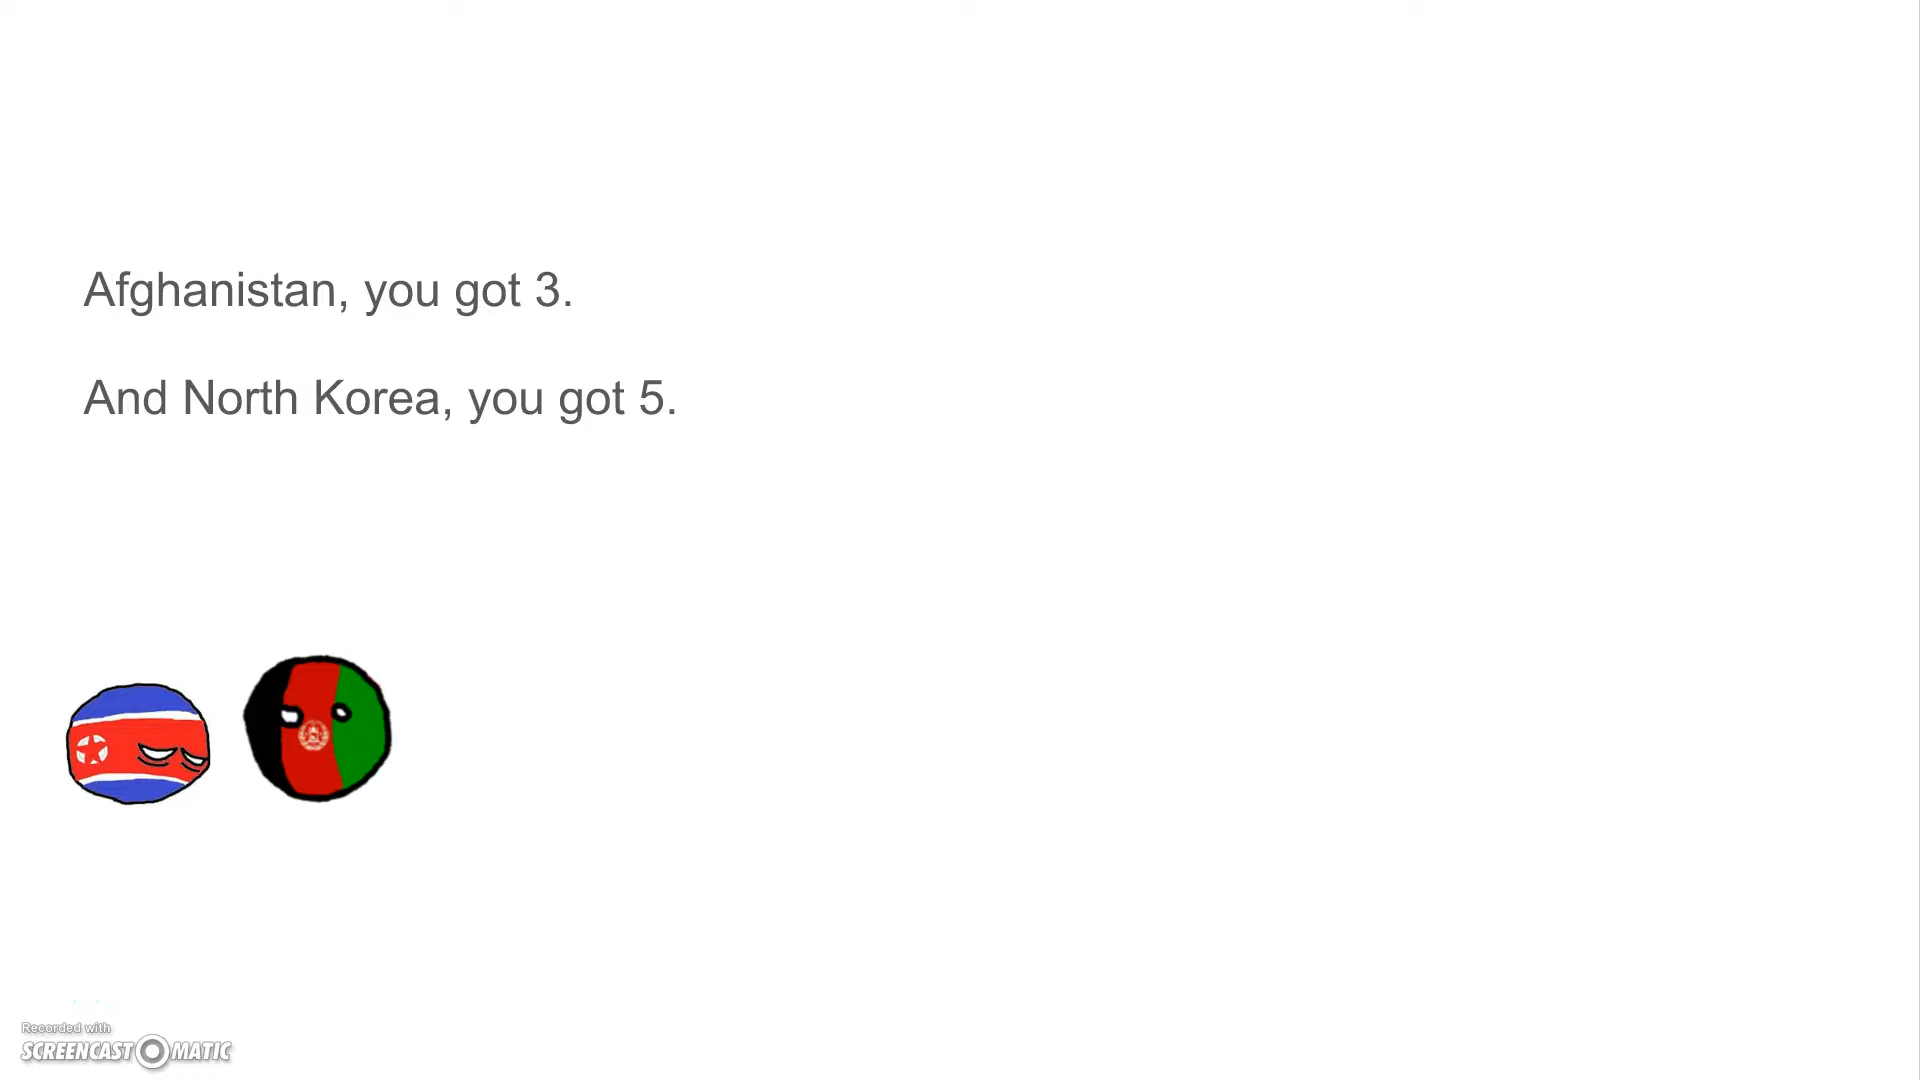 Afghanistan, you got 3.
And North Korea, you got 5.
Recorded with
SCREENCAST MATIC